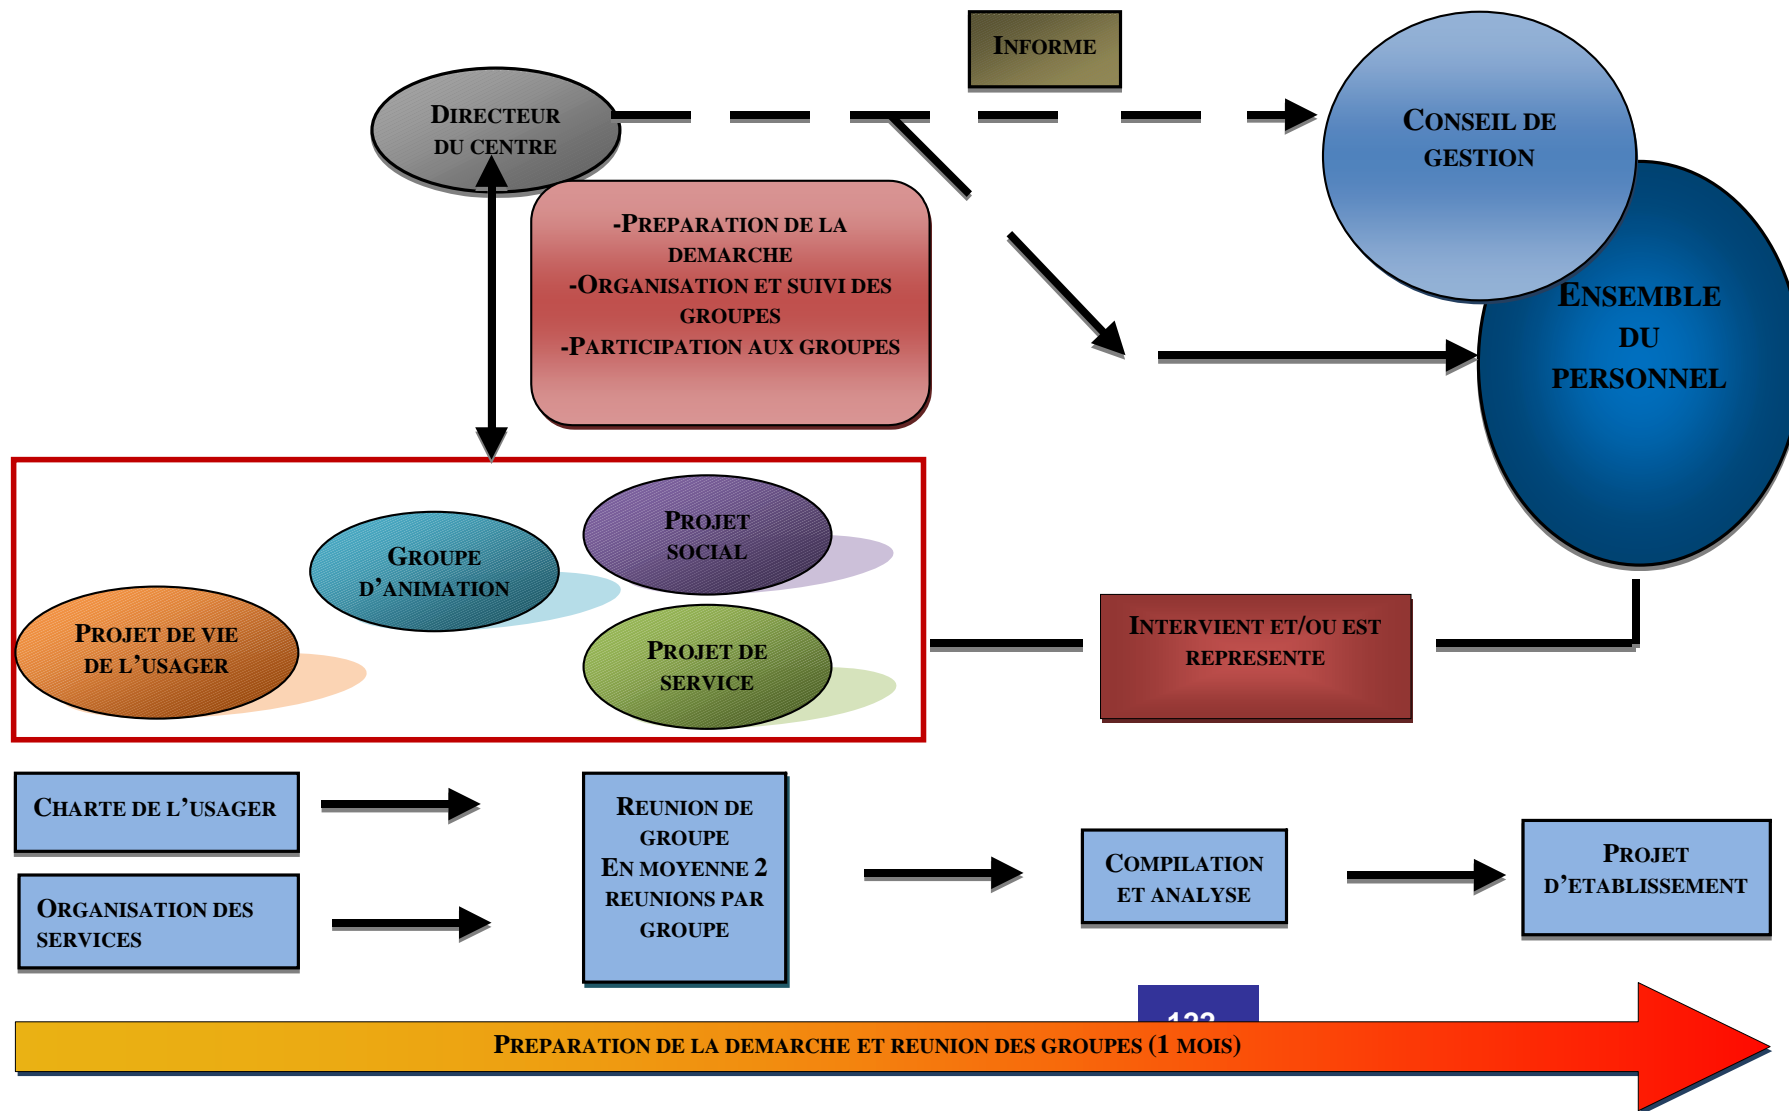 INFORME
DIRECTEUR
DU CENTRE
CONSEIL DE
GESTION
-PREPARATION DE LA
DEMARCHE
-ORGANISATION ET SUIVI DES
GROUPES
-PARTICIPATION AUX GROUPES
ENSEMBLE
DU
PERSONNEL
PROJET
SOCIAL
GROUPE
D’ANIMATION
PROJET DE VIE
DE L’USAGER
PROJET DE
SERVICE
INTERVIENT ET/OU EST
REPRESENTE
CHARTE DE L’USAGER
ORGANISATION DES
SERVICES
REUNION DE
GROUPE
EN MOYENNE 2
REUNIONS PAR
GROUPE
COMPILATION
ET ANALYSE
PROJET
D’ETABLISSEMENT
PREPARATION DE LA DEMARCHE ET REUNION DES GROUPES (1 MOIS)